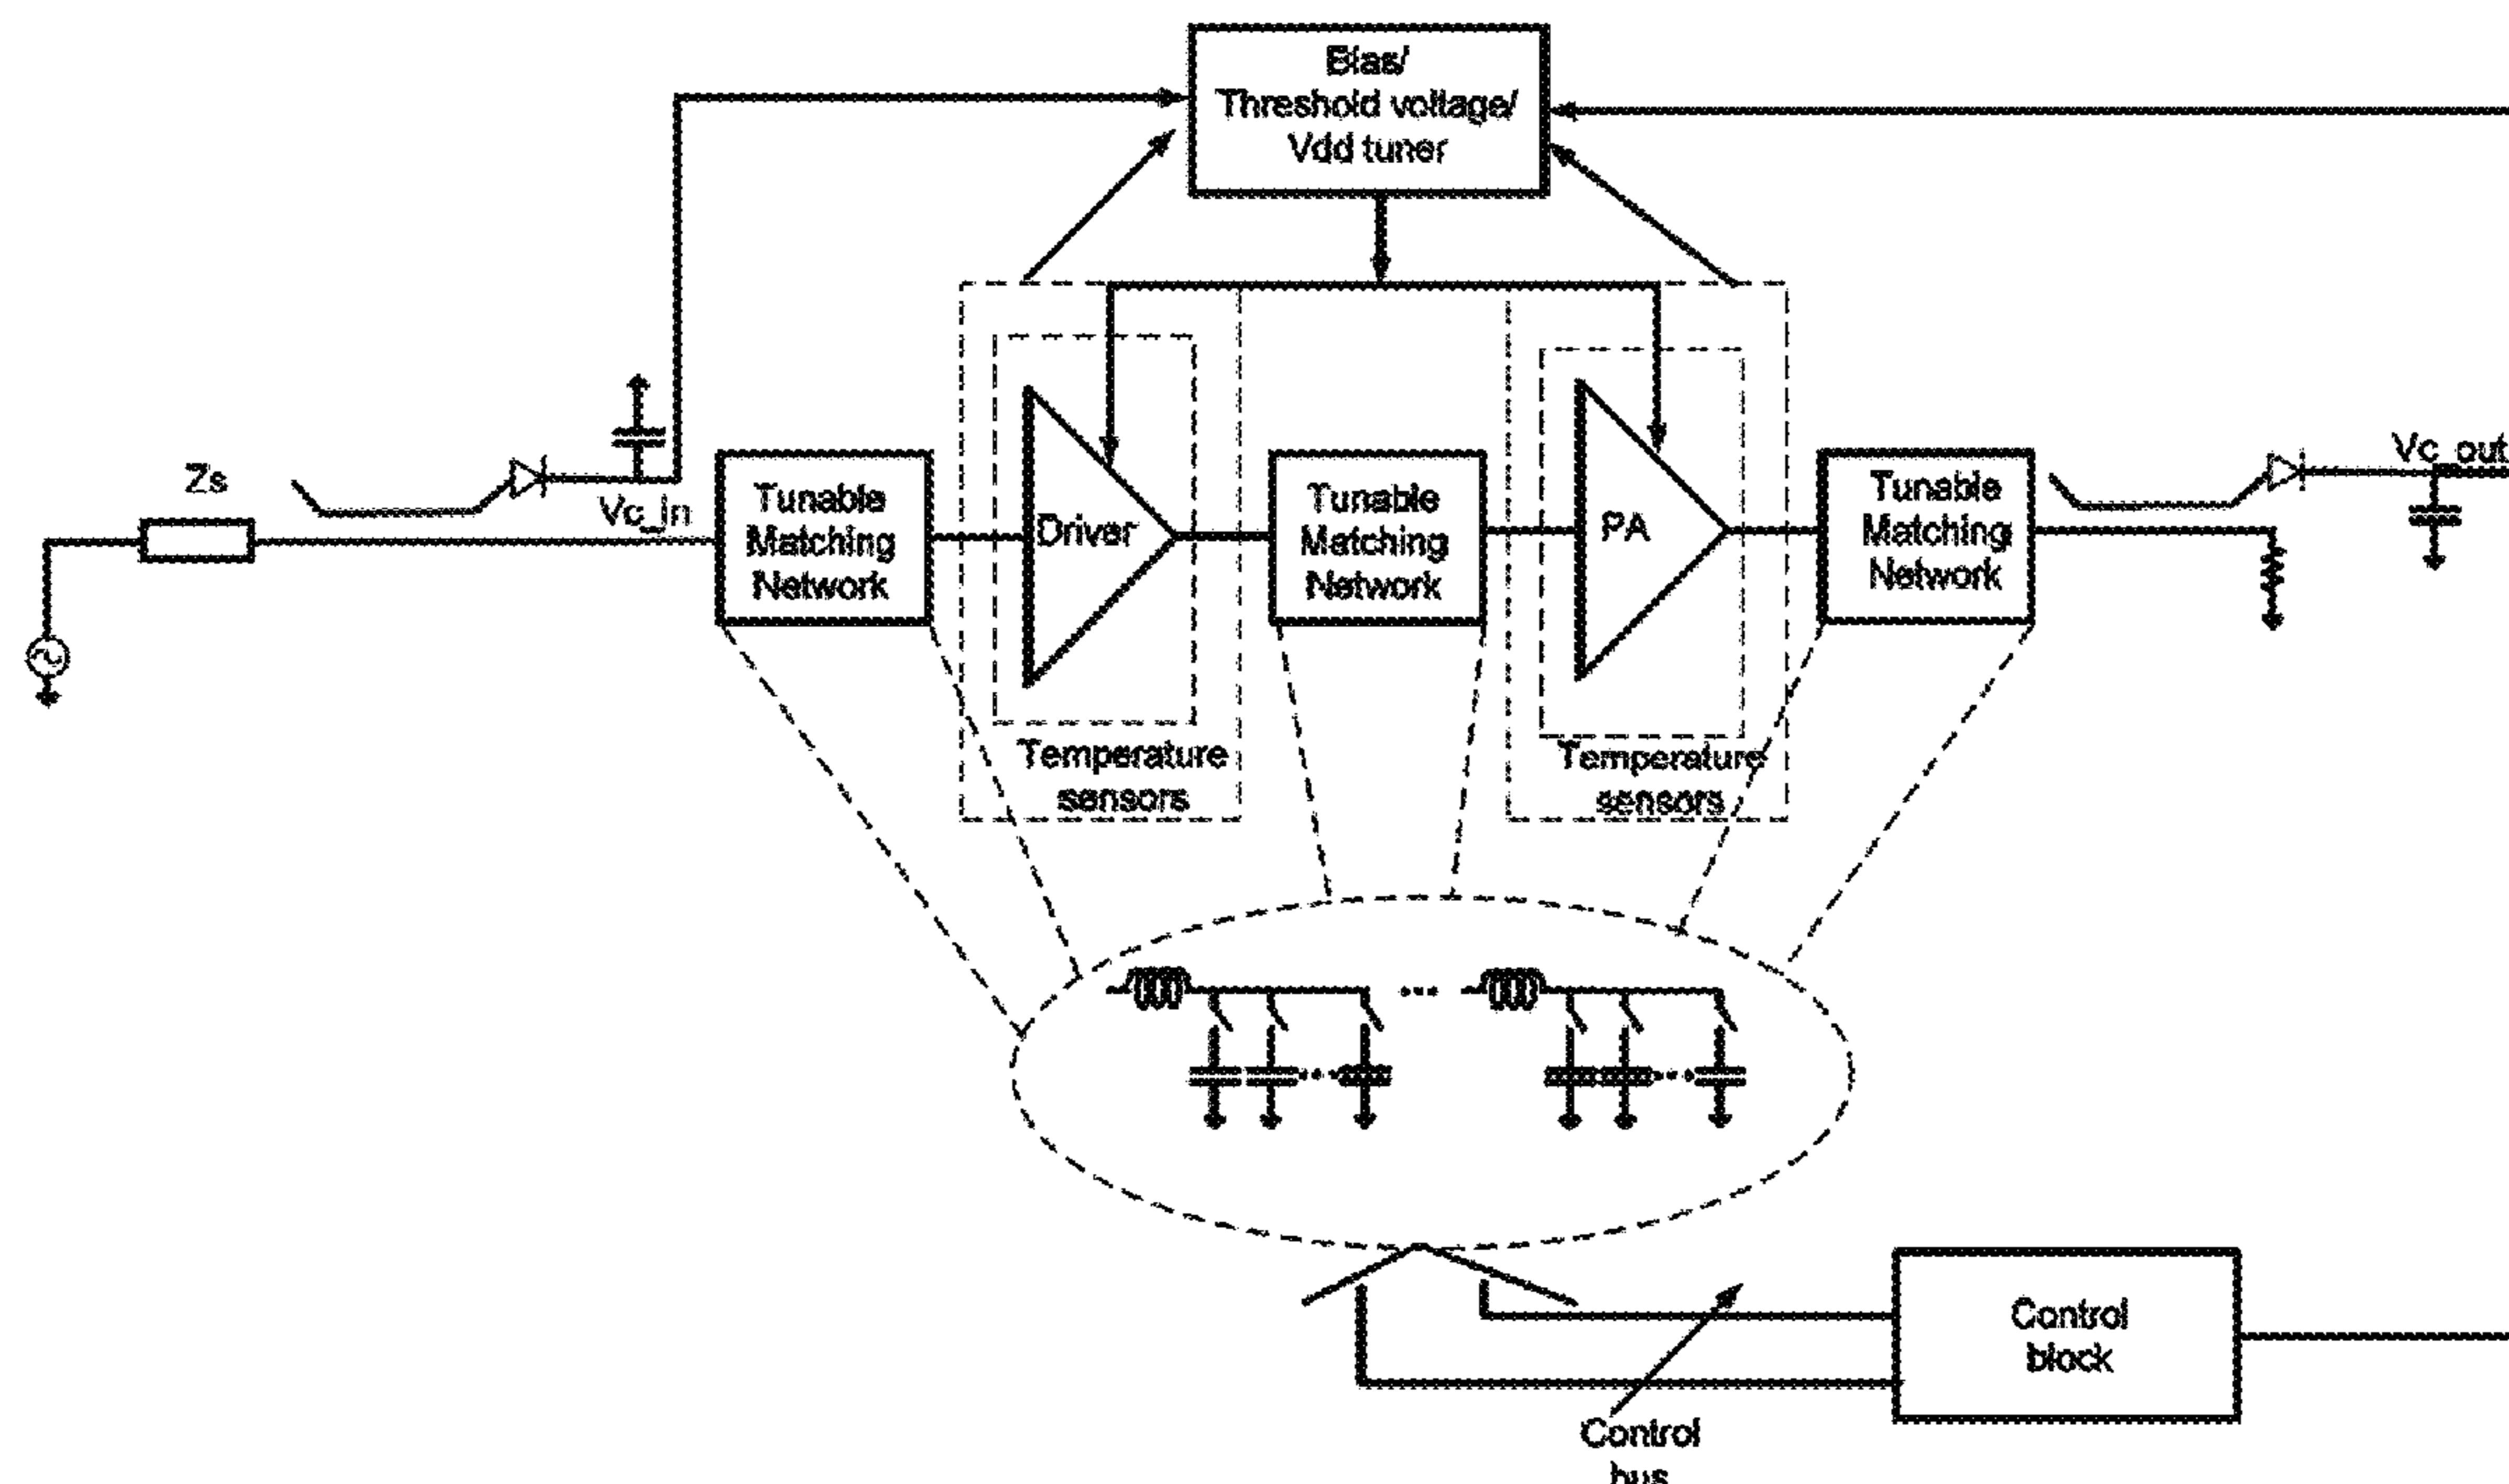 Bias/
Threshold voltage/
Vdd tuner
Zs
Vc_in
Tunable
Matching
Network
Driver
Tunable
Matching
Network
PA
Tunable
Matching
Network
Vc_out
Temperature
sensors
Temperature
sensors
Control
block
Control
bus